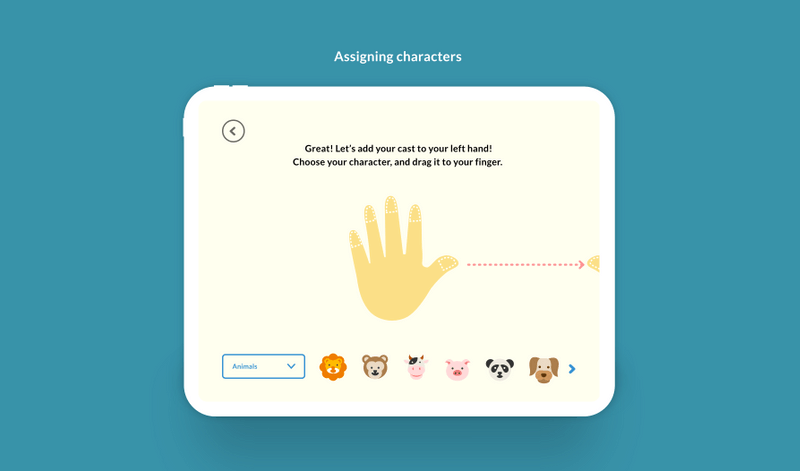 Assigning characters
Great! Let's add your cast to your left hand!
Choose your character, and drag it to your finger.
Animals